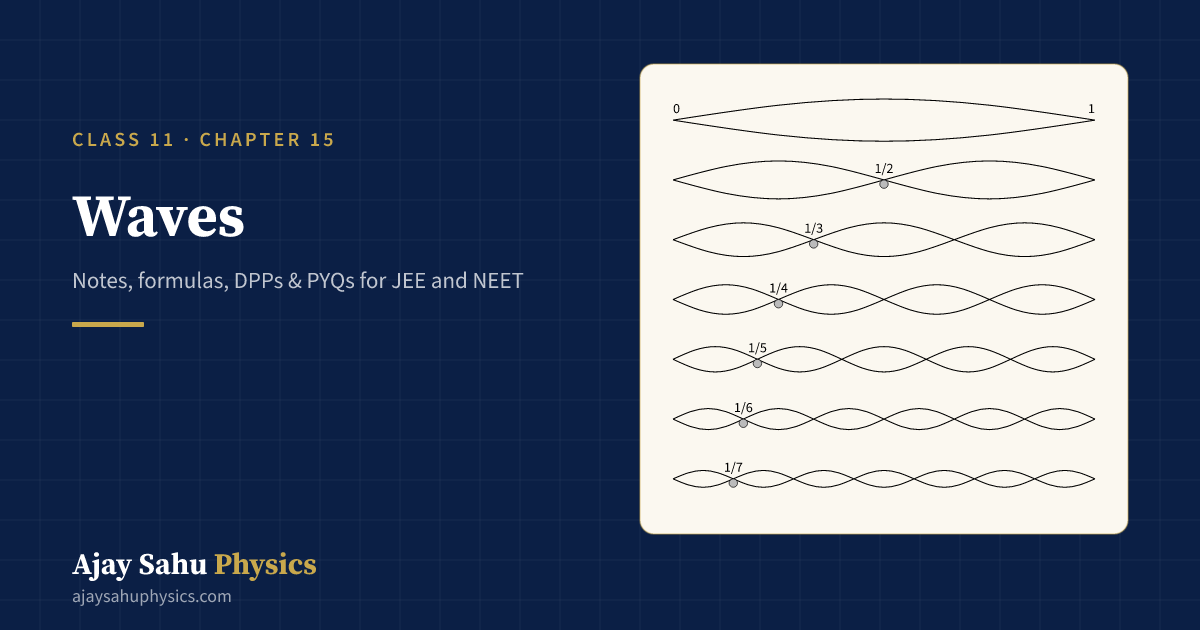 CLASS 11 · CHAPTER 15
Waves
Notes, formulas, DPPs & PYQs for JEE and NEET
Ajay Sahu Physics
ajaysahuphysics.com
0 1
1/2
1/3
1/4
1/5
1/6
1/7